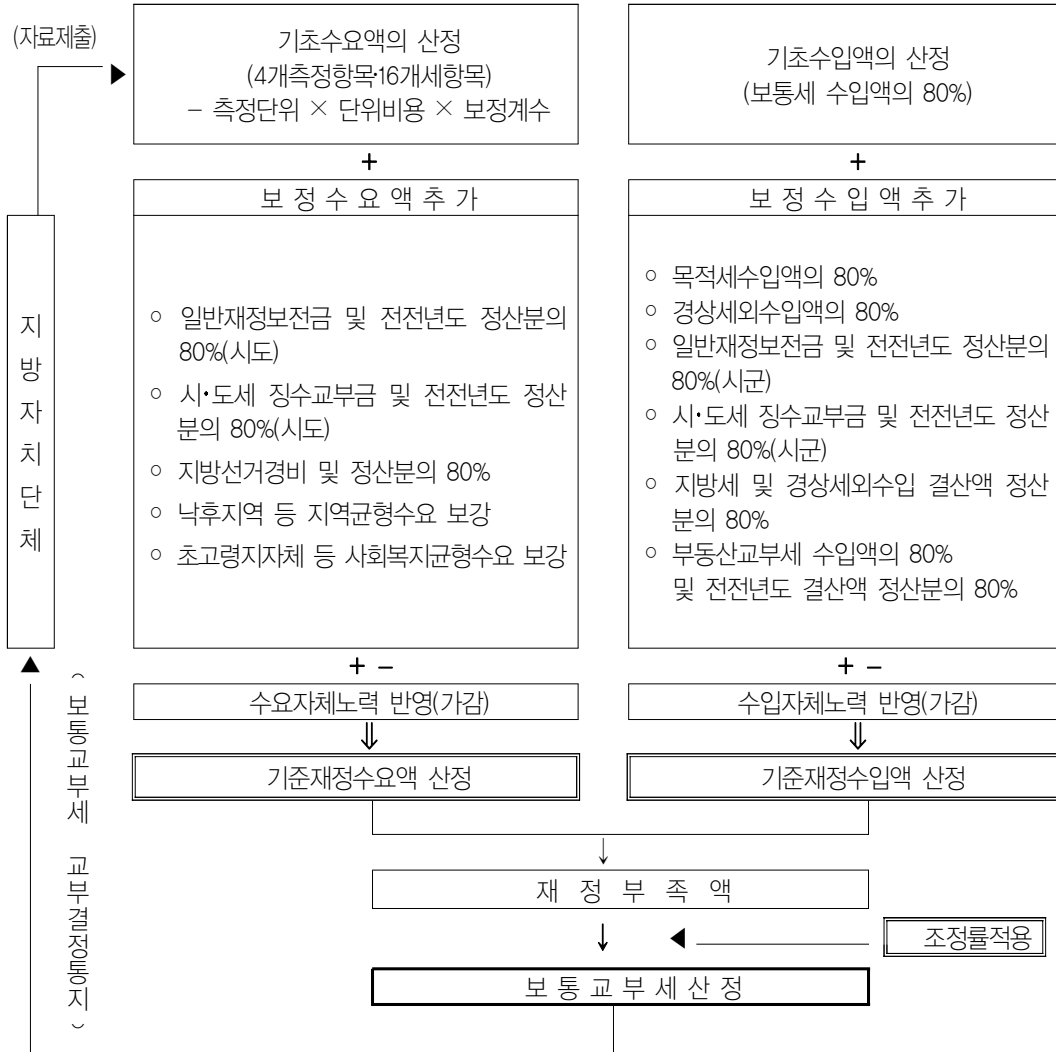 (자료제출)
기초수요액의 산정
(4개측정항목·16개세항목)
- 측정단위 × 단위비용 × 보정계수
기초수입액의 산정
(보통세 수입액의 80%)
+
+
보 정 수 요 액 추 가
보 정 수 입 액 추 가
지
방
자
치
단
체
○ 일반재정보전금 및 전전년도 정산분의
80%(시도)
○ 시·도세 징수교부금 및 전전년도 정산
분의 80%(시도)
○ 지방선거경비 및 정산분의 80%
○ 낙후지역 등 지역균형수요 보강
○ 초고령지자체 등 사회복지균형수요 보강
○ 목적세수입액의 80%
○ 경상세외수입액의 80%
○ 일반재정보전금 및 전전년도 정산분의
80%(시군)
○ 시·도세 징수교부금 및 전전년도 정산
분의 80%(시군)
○ 지방세 및 경상세외수입 결산액 정산
분의 80%
○ 부동산교부세 수입액의 80%
및 전전년도 결산액 정산분의 80%
+ -
+ -
수요자체노력 반영(가감)
수입자체노력 반영(가감)
기준재정수요액 산정
기준재정수입액 산정
(보통교부세 교부결정통지)
재 정 부 족 액
조정률적용
보 통 교 부 세 산 정